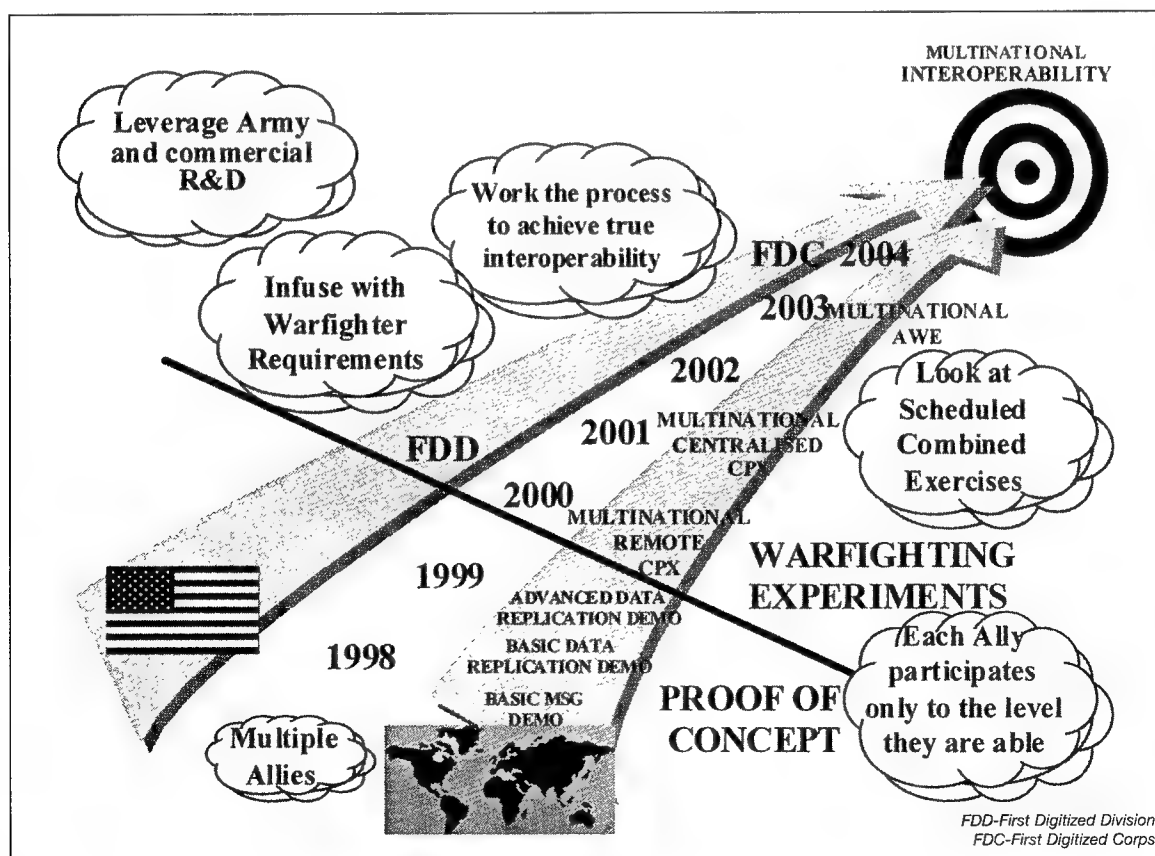 MULTINATIONAL
INTEROPERABILITY
Leverage Army
and commercial
R&D
Work the process
to achieve true
interoperability
Infuse with
Warfighter
Requirements
FDC 2004
2003
MULTINATIONAL
AWE
2002
Look at
Scheduled
Combined
Exercises
2001
MULTINATIONAL
CENTRALISED
CPX
FDD
2000
MULTINATIONAL
REMOTE
CPX
WARFIGHTING
EXPERIMENTS
1999
ADVANCED DATA
REPLICATION DEMO
BASIC DATA
REPLICATION DEMO
1998
BASIC MSG
DEMO
PROOF OF
CONCEPT
Each Ally
participates
only to the level
they are able
Multiple
Allies
FDD-First Digitized Division
FDC-First Digitized Corps